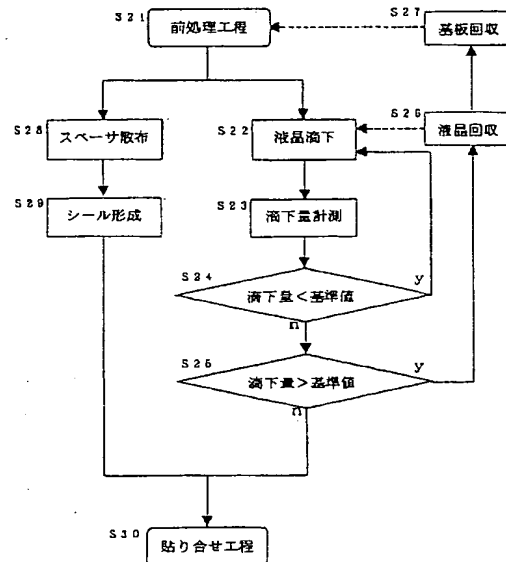 S21
前処理工程
S27
基板回収
S28
スペーサ散布
S22
液晶滴下
S26
液晶回収
S29
シール形成
S23
滴下量計測
S24
滴下量<基準値
y
n
S25
滴下量>基準値
y
n
S30
貼り合せ工程